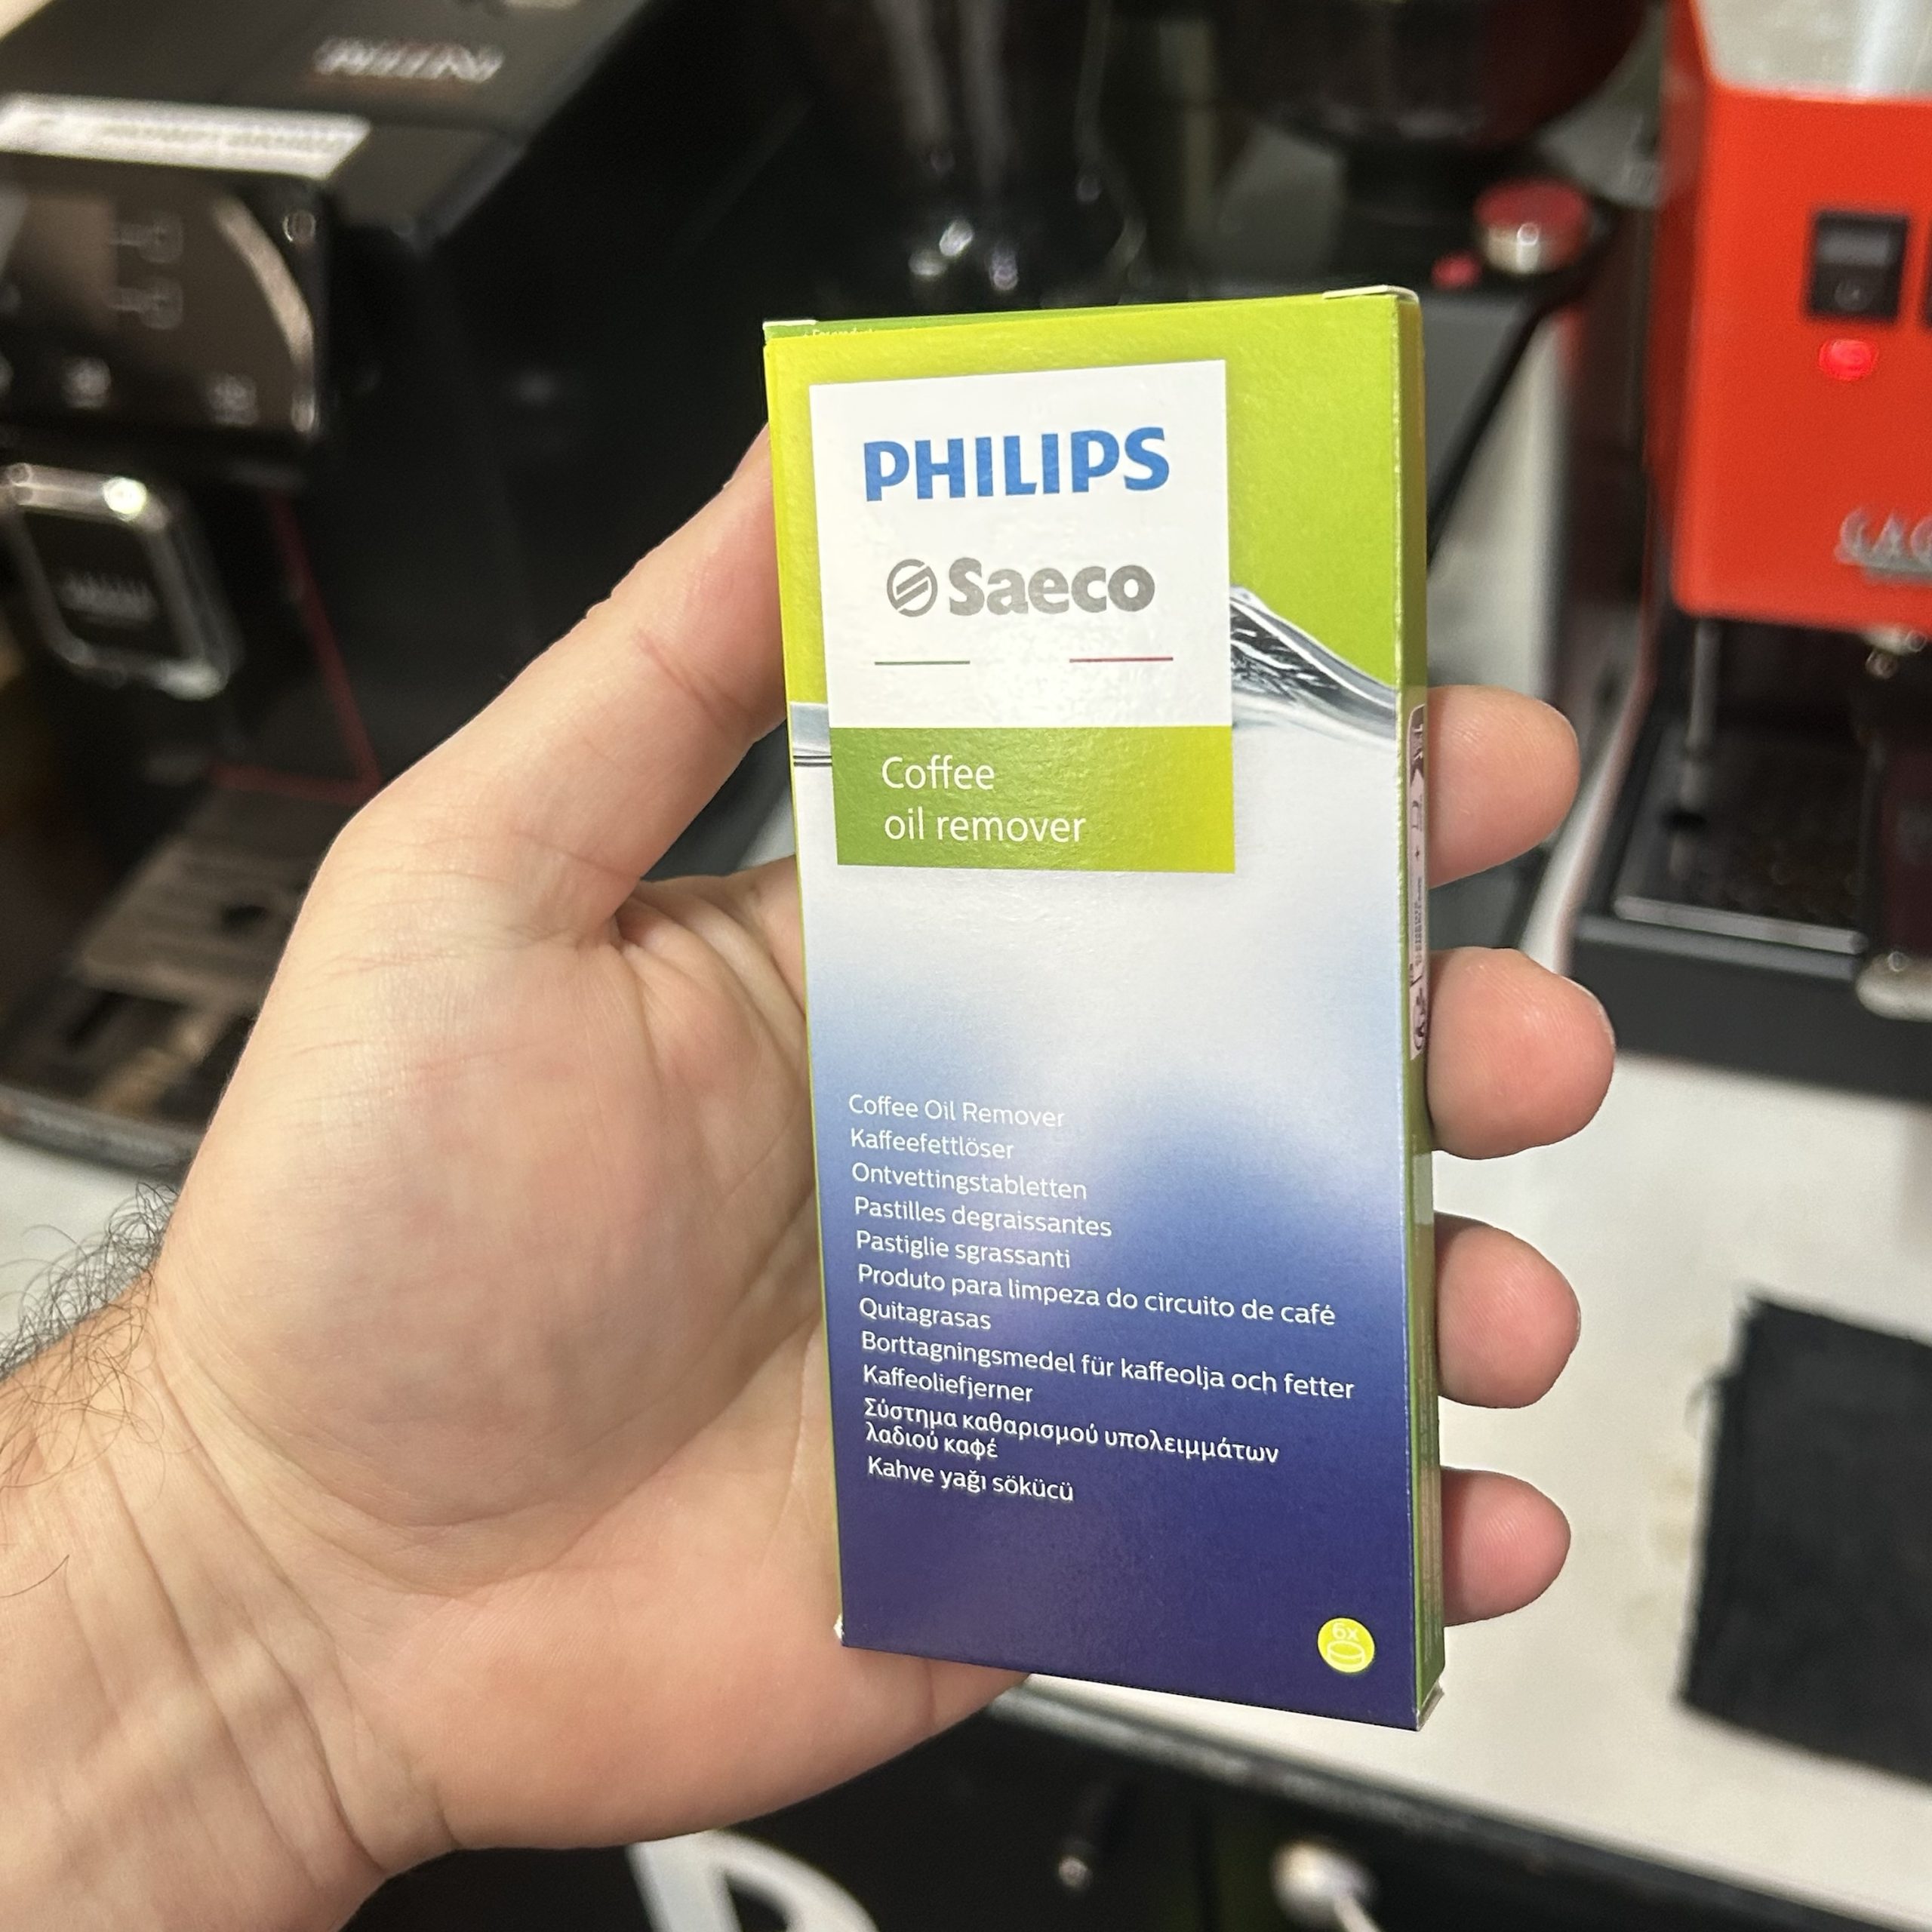 PHILIPS
Saeco
Coffee
oil remover
Coffee Oil Remover
Kaffeefettlöser
Ontvettingstabletten
Pastilles degraissantes
Pastiglie sgrassanti
Produto para limpeza do circuito de café
Quitagrasas
Borttagningsmedel für kaffeolja och fetter
Kaffeoliefjerner
Σύστημα καθαρισμού υπολειμμάτων
λαδιού καφέ
Kahve yağı sökücü
6x